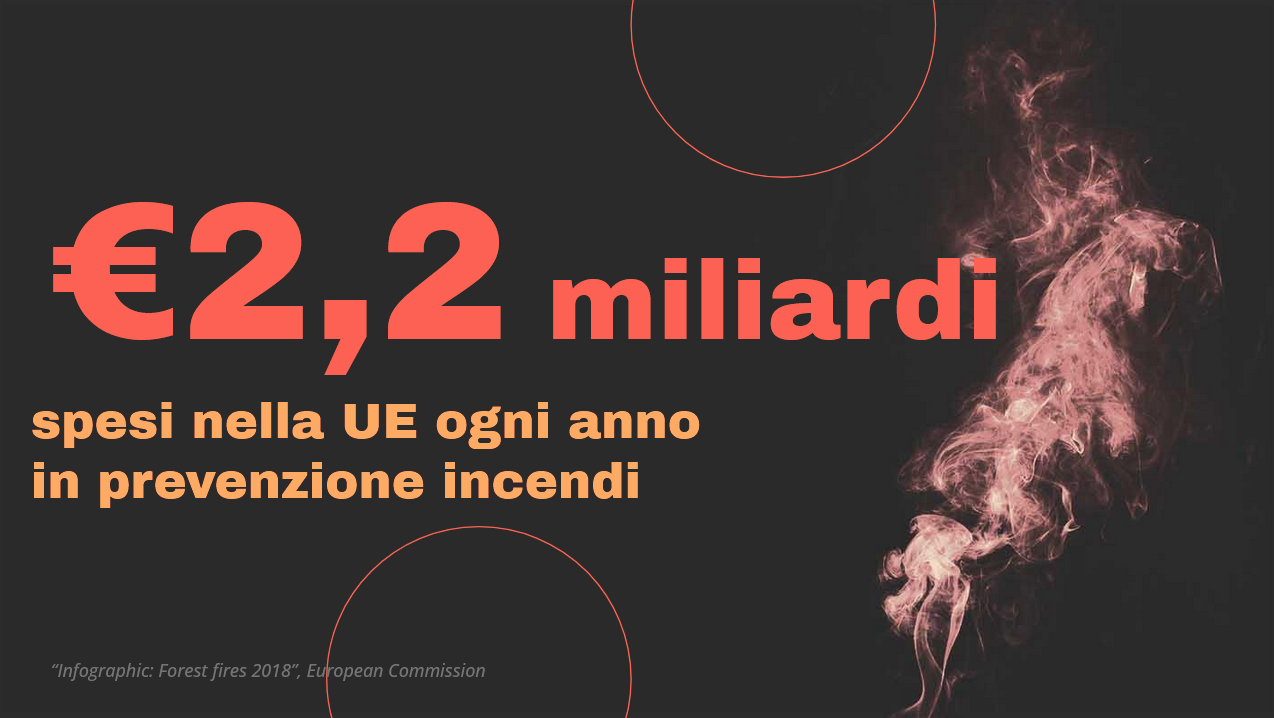 €2,2 miliardi
spesi nella UE ogni anno
in prevenzione incendi
“Infographic: Forest fires 2018”, European Commission